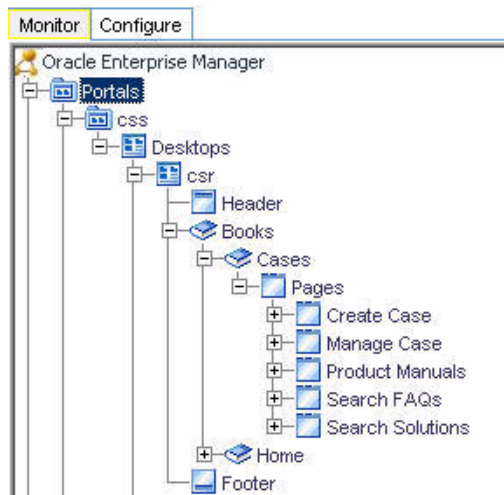 Monitor Configure
Oracle Enterprise Manager
Portals
css
Desktops
csr
Header
Books
Cases
Pages
Create Case
Manage Case
Product Manuals
Search FAQs
Search Solutions
Home
Footer